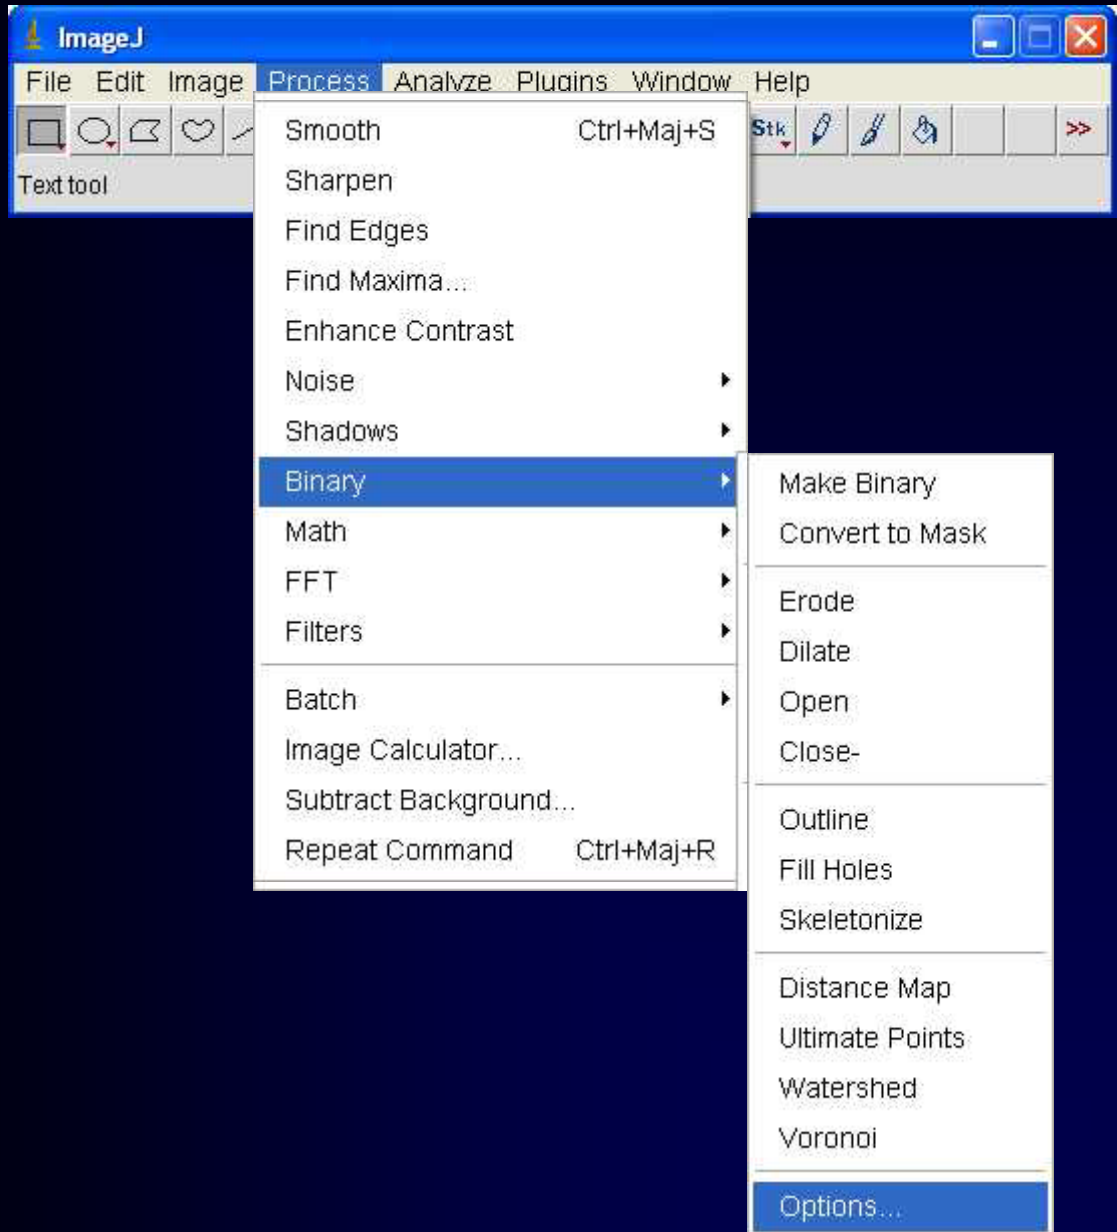 ImageJ
File Edit Image Process Analyze Plugins Window Help
Stk >>
Text tool
Smooth Ctrl+Maj+S
Sharpen
Find Edges
Find Maxima...
Enhance Contrast
Noise
Shadows
Binary
Math
FFT
Filters
Batch
Image Calculator...
Subtract Background...
Repeat Command Ctrl+Maj+R
Make Binary
Convert to Mask
Erode
Dilate
Open
Close-
Outline
Fill Holes
Skeletonize
Distance Map
Ultimate Points
Watershed
Voronoi
Options...